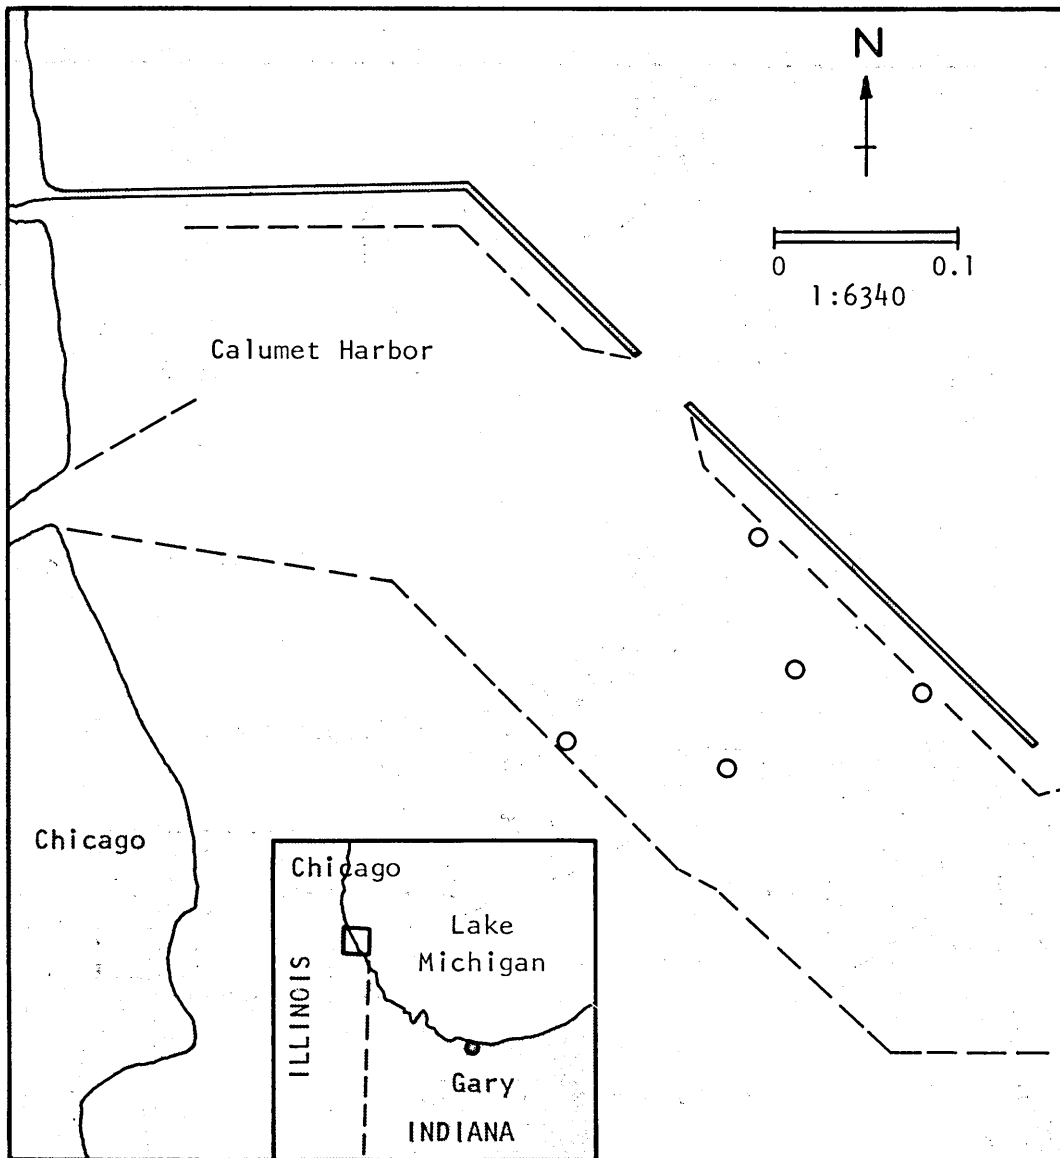 N
0 0.1
1:6340
Calumet Harbor
Chicago
Chicago
Lake
Michigan
ILLINOIS
Gary
INDIANA